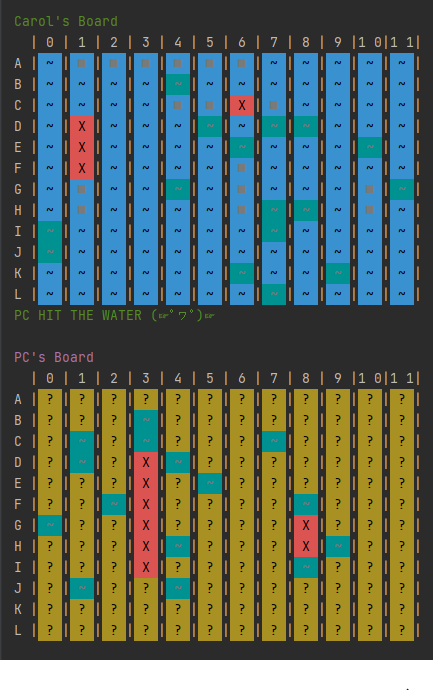 Carol's Board
| 0 | 1 | 2 | 3 | 4 | 5 | 6 | 7 | 8 | 9 |1 0|1 1|
A | ~ | ▩ | ▩ | ▩ | ▩ | ▩ | ▩ | ~ | ~ | ~ | ~ | ~ |
B | ~ | ~ | ~ | ~ | ~ | ~ | ~ | ~ | ~ | ~ | ~ | ~ |
C | ~ | ~ | ~ | ~ | ▩ | ▩ | X | ▩ | ~ | ~ | ~ | ~ |
D | ~ | X | ~ | ~ | ~ | ~ | ~ | ~ | ~ | ~ | ~ | ~ |
E | ~ | X | ~ | ~ | ~ | ~ | ~ | ~ | ~ | ~ | ~ | ~ |
F | ~ | X | ~ | ~ | ~ | ~ | ▩ | ~ | ~ | ~ | ~ | ~ |
G | ~ | ▩ | ~ | ~ | ~ | ~ | ▩ | ~ | ~ | ~ | ▩ | ~ |
H | ~ | ▩ | ~ | ~ | ~ | ~ | ▩ | ~ | ~ | ~ | ▩ | ~ |
I | ~ | ~ | ~ | ~ | ~ | ~ | ~ | ~ | ~ | ~ | ~ | ~ |
J | ~ | ~ | ~ | ~ | ~ | ~ | ~ | ~ | ~ | ~ | ~ | ~ |
K | ~ | ~ | ~ | ~ | ~ | ~ | ~ | ~ | ~ | ~ | ~ | ~ |
L | ~ | ~ | ~ | ~ | ~ | ~ | ~ | ~ | ~ | ~ | ~ | ~ |
PC HIT THE WATER (☞ﾟヮﾟ)☞
PC's Board
| 0 | 1 | 2 | 3 | 4 | 5 | 6 | 7 | 8 | 9 |1 0|1 1|
A | ? | ? | ? | ? | ? | ? | ? | ? | ? | ? | ? | ? |
B | ? | ? | ? | ~ | ? | ? | ? | ? | ? | ? | ? | ? |
C | ? | ~ | ? | ~ | ? | ? | ? | ~ | ? | ? | ? | ? |
D | ? | ~ | ? | X | ~ | ? | ? | ? | ? | ? | ? | ? |
E | ? | ? | ? | X | ? | ~ | ? | ? | ? | ? | ? | ? |
F | ? | ? | ~ | X | ? | ? | ? | ? | ~ | ? | ? | ? |
G | ~ | ? | ? | X | ? | ? | ? | ? | X | ? | ? | ? |
H | ? | ? | ? | X | ~ | ? | ? | ? | X | ~ | ? | ? |
I | ? | ? | ? | X | ? | ? | ? | ? | ~ | ? | ? | ? |
J | ? | ~ | ? | ? | ~ | ? | ? | ? | ? | ? | ? | ? |
K | ? | ? | ? | ? | ? | ? | ? | ? | ? | ? | ? | ? |
L | ? | ? | ? | ? | ? | ? | ? | ? | ? | ? | ? | ? |